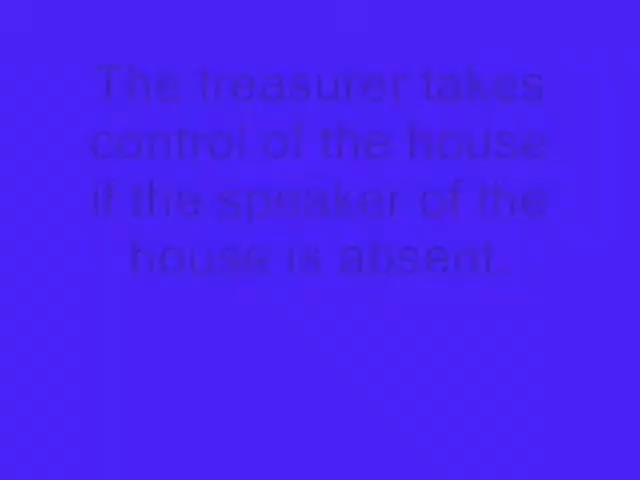 The treasurer takes
control of the house
if the speaker of the
house is absent.